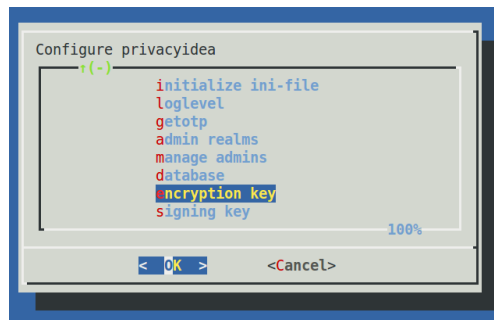 Configure privacyidea
↑(-)
initialize ini-file
loglevel
getotp
admin realms
manage admins
database
encryption key
signing key
100%
< OK > <Cancel>